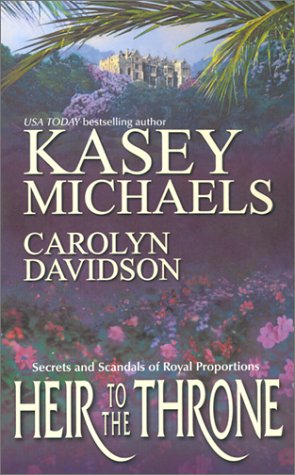 USA TODAY bestselling author
KASEY
MICHAELS
CAROLYN
DAVIDSON
Secrets and Scandals of Royal Proportions
HEIR TO THE THRONE